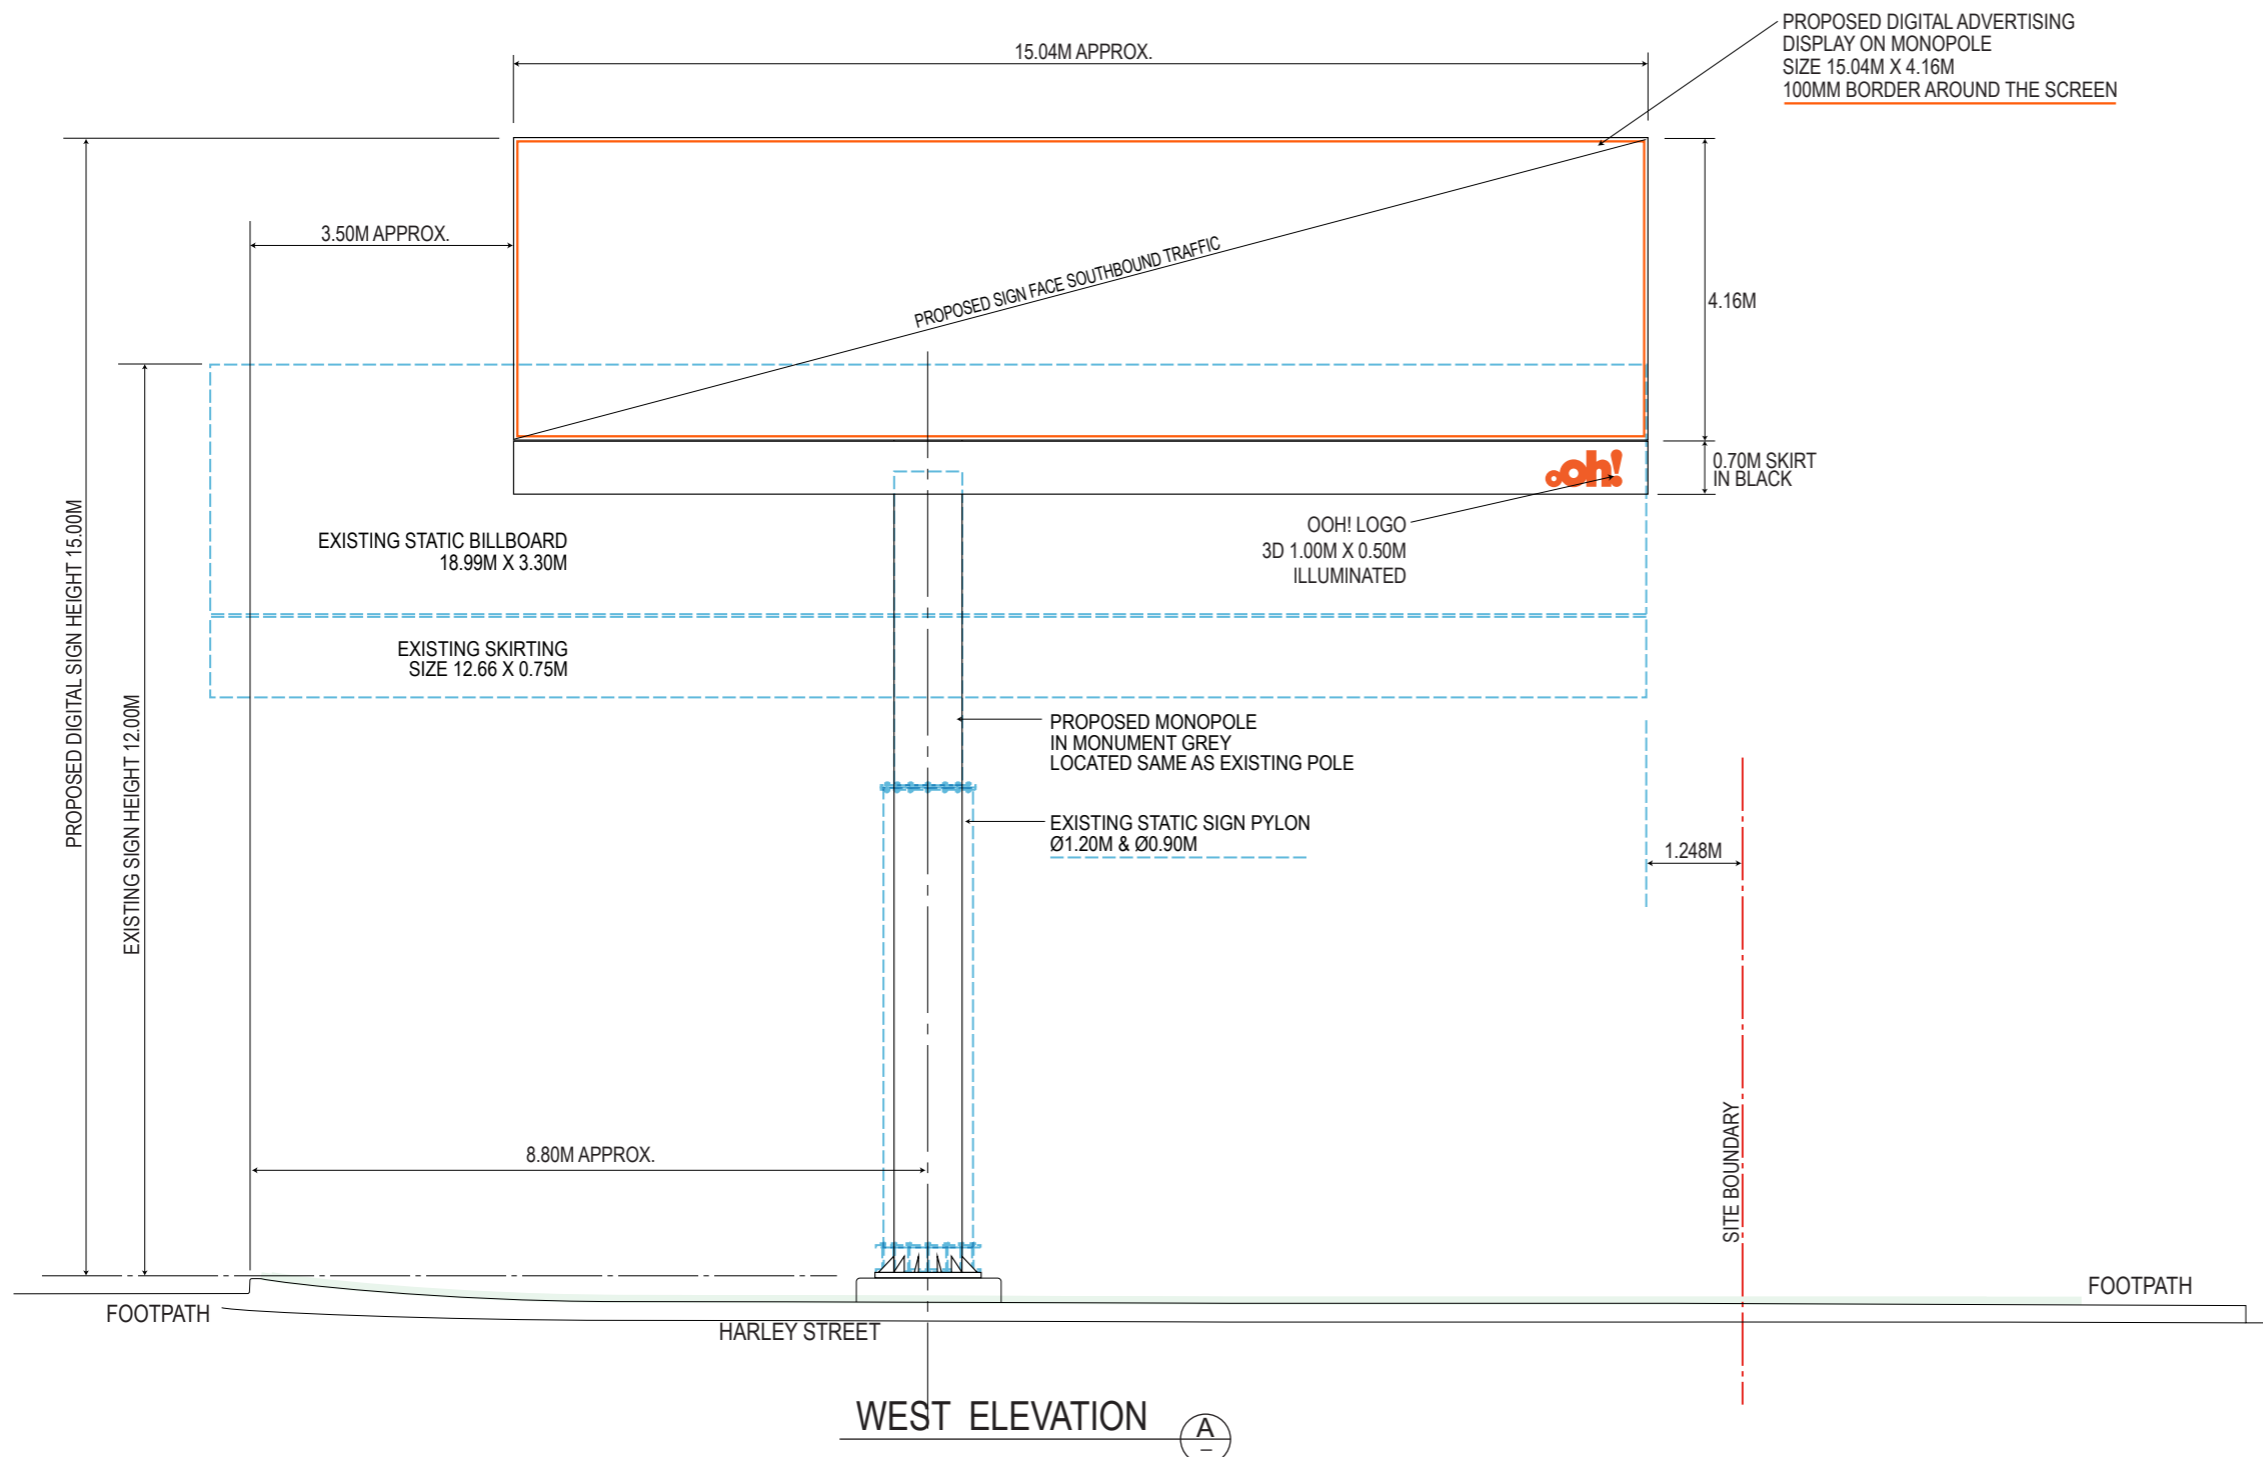 PROPOSED DIGITAL ADVERTISING
DISPLAY ON MONOPOLE
SIZE 15.04M X 4.16M
100MM BORDER AROUND THE SCREEN
15.04M APPROX.
3.50M APPROX.
PROPOSED SIGN FACE SOUTHBOUND TRAFFIC
4.16M
0.70M SKIRT
IN BLACK
ooh!
OOH! LOGO
3D 1.00M X 0.50M
ILLUMINATED
EXISTING STATIC BILLBOARD
18.99M X 3.30M
EXISTING SKIRTING
SIZE 12.66 X 0.75M
PROPOSED DIGITAL SIGN HEIGHT 15.00M
EXISTING SIGN HEIGHT 12.00M
PROPOSED MONOPOLE
IN MONUMENT GREY
LOCATED SAME AS EXISTING POLE
EXISTING STATIC SIGN PYLON
Ø1.20M & Ø0.90M
1.248M
SITE BOUNDARY
8.80M APPROX.
FOOTPATH
FOOTPATH
HARLEY STREET
WEST ELEVATION
A
–